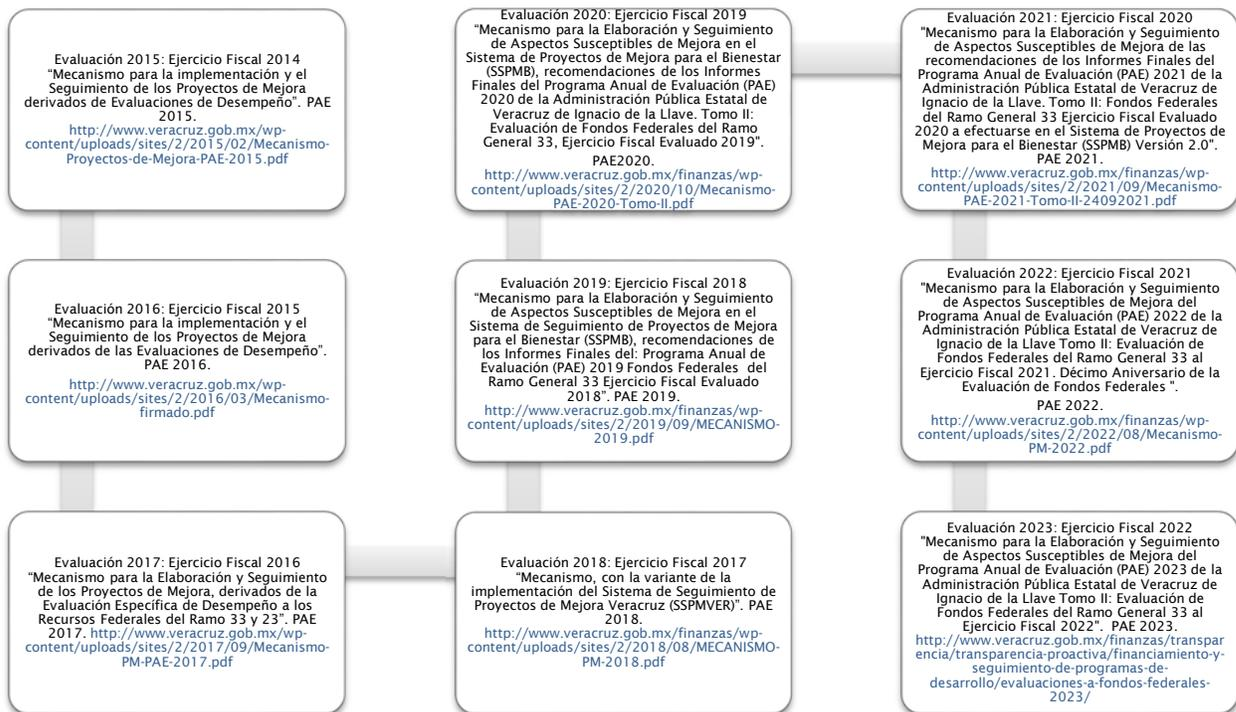 Evaluación 2015: Ejercicio Fiscal 2014
“Mecanismo para la implementación y el
Seguimiento de los Proyectos de Mejora
derivados de Evaluaciones de Desempeño”. PAE
2015.
http://www.veracruz.gob.mx/wp-
content/uploads/sites/2/2015/02/Mecanismo-
Proyectos-de-Mejora-PAE-2015.pdf
Evaluación 2016: Ejercicio Fiscal 2015
“Mecanismo para la implementación y el
Seguimiento de los Proyectos de Mejora
derivados de las Evaluaciones de Desempeño”.
PAE 2016.
http://www.veracruz.gob.mx/wp-
content/uploads/sites/2/2016/03/Mecanismo-
firmado.pdf
Evaluación 2017: Ejercicio Fiscal 2016
“Mecanismo para la Elaboración y Seguimiento
de los Proyectos de Mejora, derivados de la
Evaluación Específica de Desempeño a los
Recursos Federales del Ramo 33 y 23”. PAE
2017. http://www.veracruz.gob.mx/wp-
content/uploads/sites/2/2017/09/Mecanismo-
PM-PAE-2017.pdf
Evaluación 2018: Ejercicio Fiscal 2017
“Mecanismo, con la variante de la
implementación del Sistema de Seguimiento de
Proyectos de Mejora Veracruz (SSPMVER)”. PAE
2018.
http://www.veracruz.gob.mx/finanzas/wp-
content/uploads/sites/2/2018/08/MECANISMO-
PM-2018.pdf
Evaluación 2019: Ejercicio Fiscal 2018
“Mecanismo para la Elaboración y Seguimiento
de Aspectos Susceptibles de Mejora en el
Sistema de Seguimiento de Proyectos de Mejora
para el Bienestar (SSPMB), recomendaciones de
los Informes Finales del: Programa Anual de
Evaluación (PAE) 2019 Fondos Federales del
Ramo General 33 Ejercicio Fiscal Evaluado
2018”. PAE 2019.
http://www.veracruz.gob.mx/finanzas/wp-
content/uploads/sites/2/2019/09/MECANISMO-
2019.pdf
Evaluación 2020: Ejercicio Fiscal 2019
“Mecanismo para la Elaboración y Seguimiento
de Aspectos Susceptibles de Mejora en el
Sistema de Proyectos de Mejora para el Bienestar
(SSPMB), recomendaciones de los Informes
Finales del Programa Anual de Evaluación (PAE)
2020 de la Administración Pública Estatal de
Veracruz de Ignacio de la Llave. Tomo II:
Evaluación de Fondos Federales del Ramo
General 33, Ejercicio Fiscal Evaluado 2019".
PAE2020.
http://www.veracruz.gob.mx/finanzas/wp-
content/uploads/sites/2/2020/10/Mecanismo-
PAE-2020-Tomo-II.pdf
Evaluación 2021: Ejercicio Fiscal 2020
"Mecanismo para la Elaboración y Seguimiento
de Aspectos Susceptibles de Mejora de las
recomendaciones de los Informes Finales del
Programa Anual de Evaluación (PAE) 2021 de la
Administración Pública Estatal de Veracruz de
Ignacio de la Llave. Tomo II: Fondos Federales
del Ramo General 33 Ejercicio Fiscal Evaluado
2020 a efectuarse en el Sistema de Proyectos de
Mejora para el Bienestar (SSPMB) Versión 2.0".
PAE 2021.
http://www.veracruz.gob.mx/finanzas/wp-
content/uploads/sites/2/2021/09/Mecanismo-
PAE-2021-Tomo-II-24092021.pdf
Evaluación 2022: Ejercicio Fiscal 2021
"Mecanismo para la Elaboración y Seguimiento
de Aspectos Susceptibles de Mejora del
Programa Anual de Evaluación (PAE) 2022 de la
Administración Pública Estatal de Veracruz de
Ignacio de la Llave Tomo II: Evaluación de
Fondos Federales del Ramo General 33 al
Ejercicio Fiscal 2021. Décimo Aniversario de la
Evaluación de Fondos Federales ".
PAE 2022.
http://www.veracruz.gob.mx/finanzas/wp-
content/uploads/sites/2/2022/08/Mecanismo-
PM-2022.pdf
Evaluación 2023: Ejercicio Fiscal 2022
"Mecanismo para la Elaboración y Seguimiento
de Aspectos Susceptibles de Mejora del
Programa Anual de Evaluación (PAE) 2023 de la
Administración Pública Estatal de Veracruz de
Ignacio de la Llave Tomo II: Evaluación de
Fondos Federales del Ramo General 33 al
Ejercicio Fiscal 2022". PAE 2023.
http://www.veracruz.gob.mx/finanzas/transpar
encia/transparencia-proactiva/financiamiento-y-
seguimiento-de-programas-de-
desarrollo/evaluaciones-a-fondos-federales-
2023/